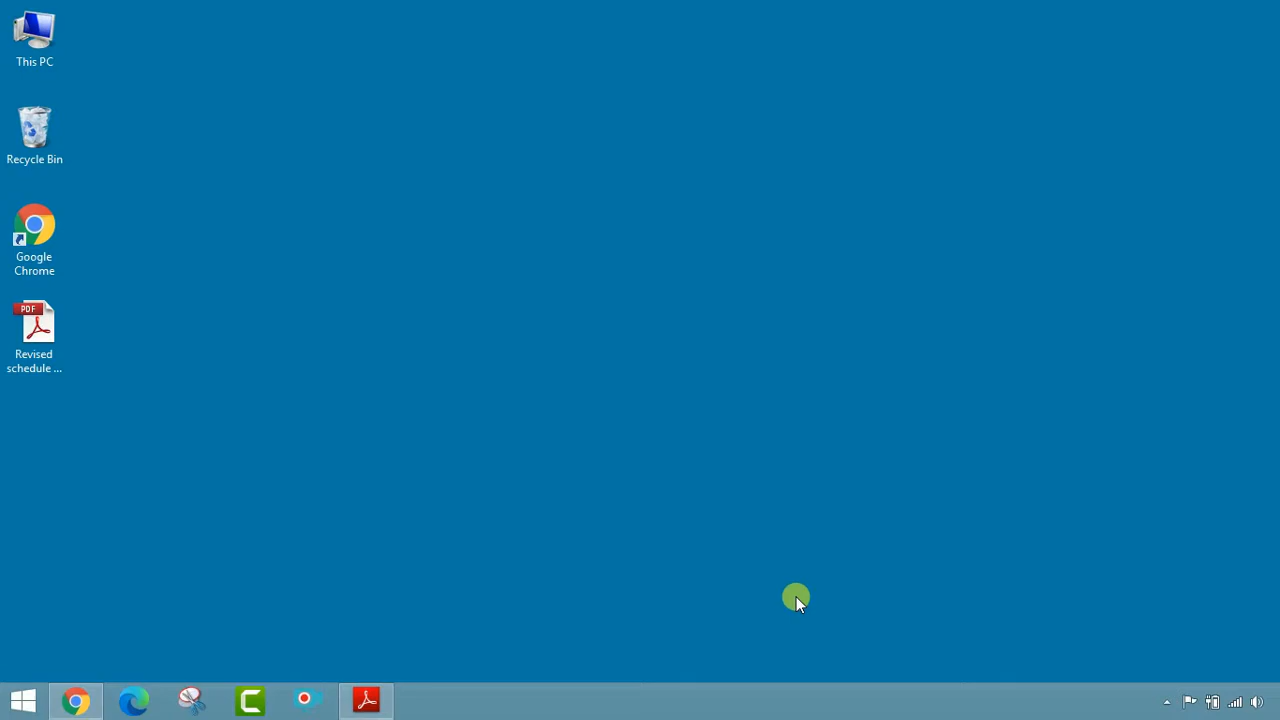 This PC
Recycle Bin
Google
Chrome
PDF
Revised
schedule ...